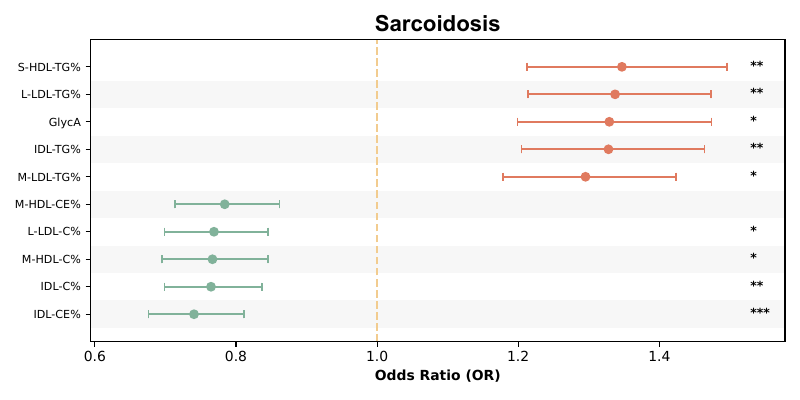 Sarcoidosis
S-HDL-TG% **
L-LDL-TG% **
GlycA *
IDL-TG% **
M-LDL-TG% *
M-HDL-CE%
L-LDL-C% *
M-HDL-C% *
IDL-C% **
IDL-CE% ***
0.6 0.8 1.0 1.2 1.4
Odds Ratio (OR)